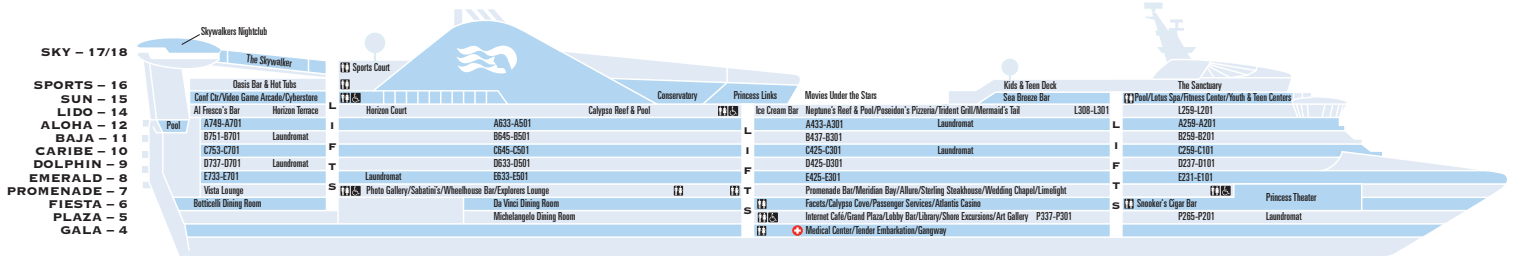 Skywalkers Nightclub
SKY – 17/18
The Skywalker
Sports Court
SPORTS – 16 Oasis Bar & Hot Tubs Kids & Teen Deck The Sanctuary
SUN – 15 Conf Ctr/Video Game Arcade/Cyberstore Conservatory Princess Links Movies Under the Stars Sea Breeze Bar Pool/Lotus Spa/Fitness Center/Youth & Teen Centers
LIDO – 14 Al Fresco's Bar Horizon Terrace Horizon Court Calypso Reef & Pool Ice Cream Bar Neptune's Reef & Pool/Poseidon's Pizzeria/Trident Grill/Mermaid's Tail L308-L301 L259-L201
ALOHA – 12 Pool A749-A701 A633-A501 A433-A301 Laundromat A259-A201
BAJA – 11 B751-B701 Laundromat B645-B501 B437-B301 B259-B201
CARIBE – 10 C753-C701 C645-C501 C425-C301 Laundromat C259-C101
DOLPHIN – 9 D737-D701 Laundromat D633-D501 D425-D301 D237-D101
EMERALD – 8 E733-E701 Laundromat E633-E501 E425-E301 E231-E101
PROMENADE – 7 Vista Lounge Photo Gallery/Sabatini's/Wheelhouse Bar/Explorers Lounge Promenade Bar/Meridian Bay/Allure/Sterling Steakhouse/Wedding Chapel/Limelight Princess Theater
FIESTA – 6 Botticelli Dining Room Da Vinci Dining Room Facets/Calypso Cove/Passenger Services/Atlantis Casino Snooker's Cigar Bar
PLAZA – 5 Michelangelo Dining Room Internet Café/Grand Plaza/Lobby Bar/Library/Shore Excursions/Art Gallery P337-P301 P265-P201 Laundromat
GALA – 4 Medical Center/Tender Embarkation/Gangway
LIFTS
LIFTS
LIFTS